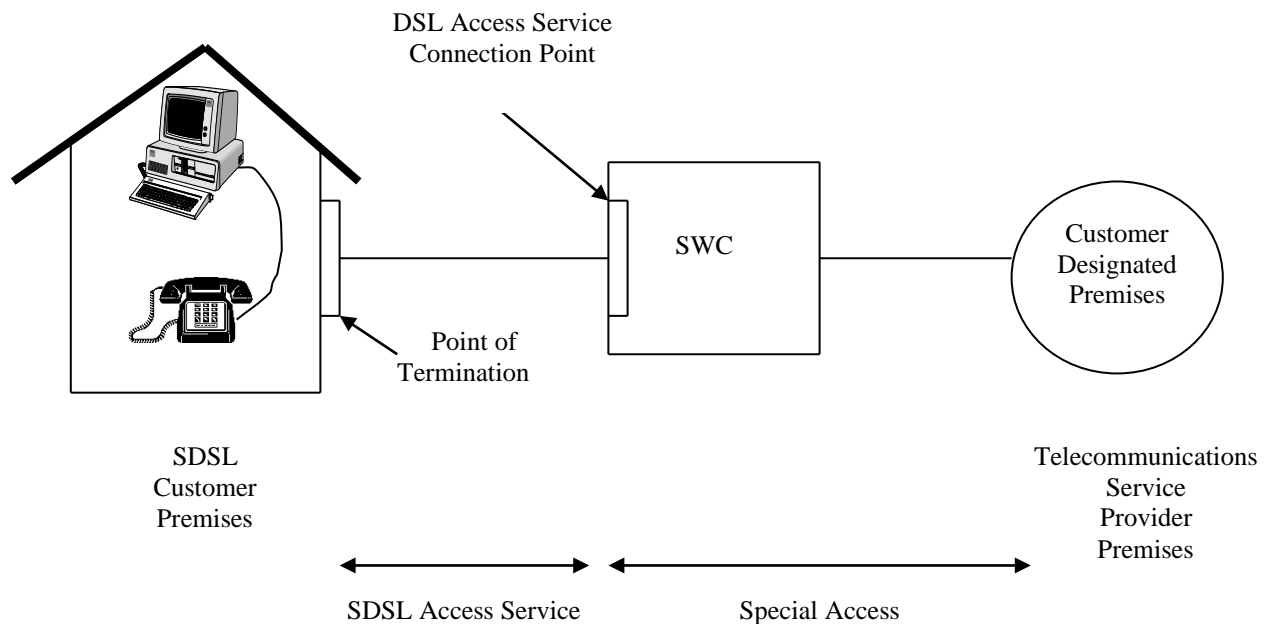 DSL Access Service
Connection Point
SWC
Customer
Designated
Premises
Point of
Termination
SDSL
Customer
Premises
Telecommunications
Service
Provider
Premises
SDSL Access Service
Special Access